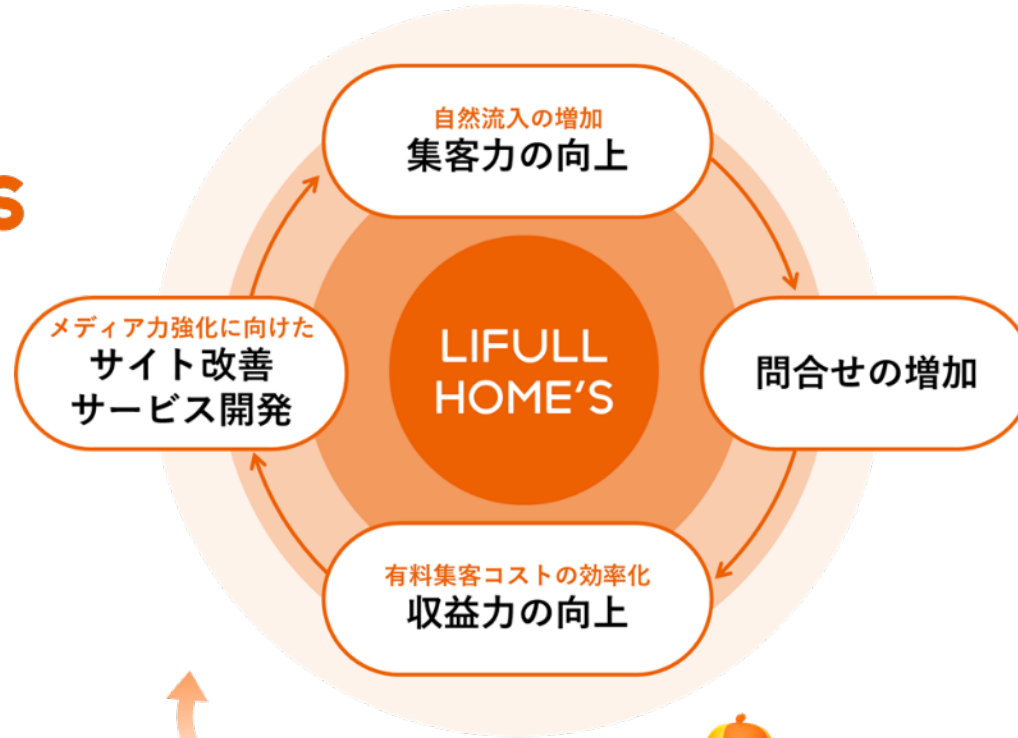 自然流入の増加
集客力の向上
S
メディア力強化に向けた
サイト改善
サービス開発
LIFULL
HOME'S
問合せの増加
有料集客コストの効率化
収益力の向上